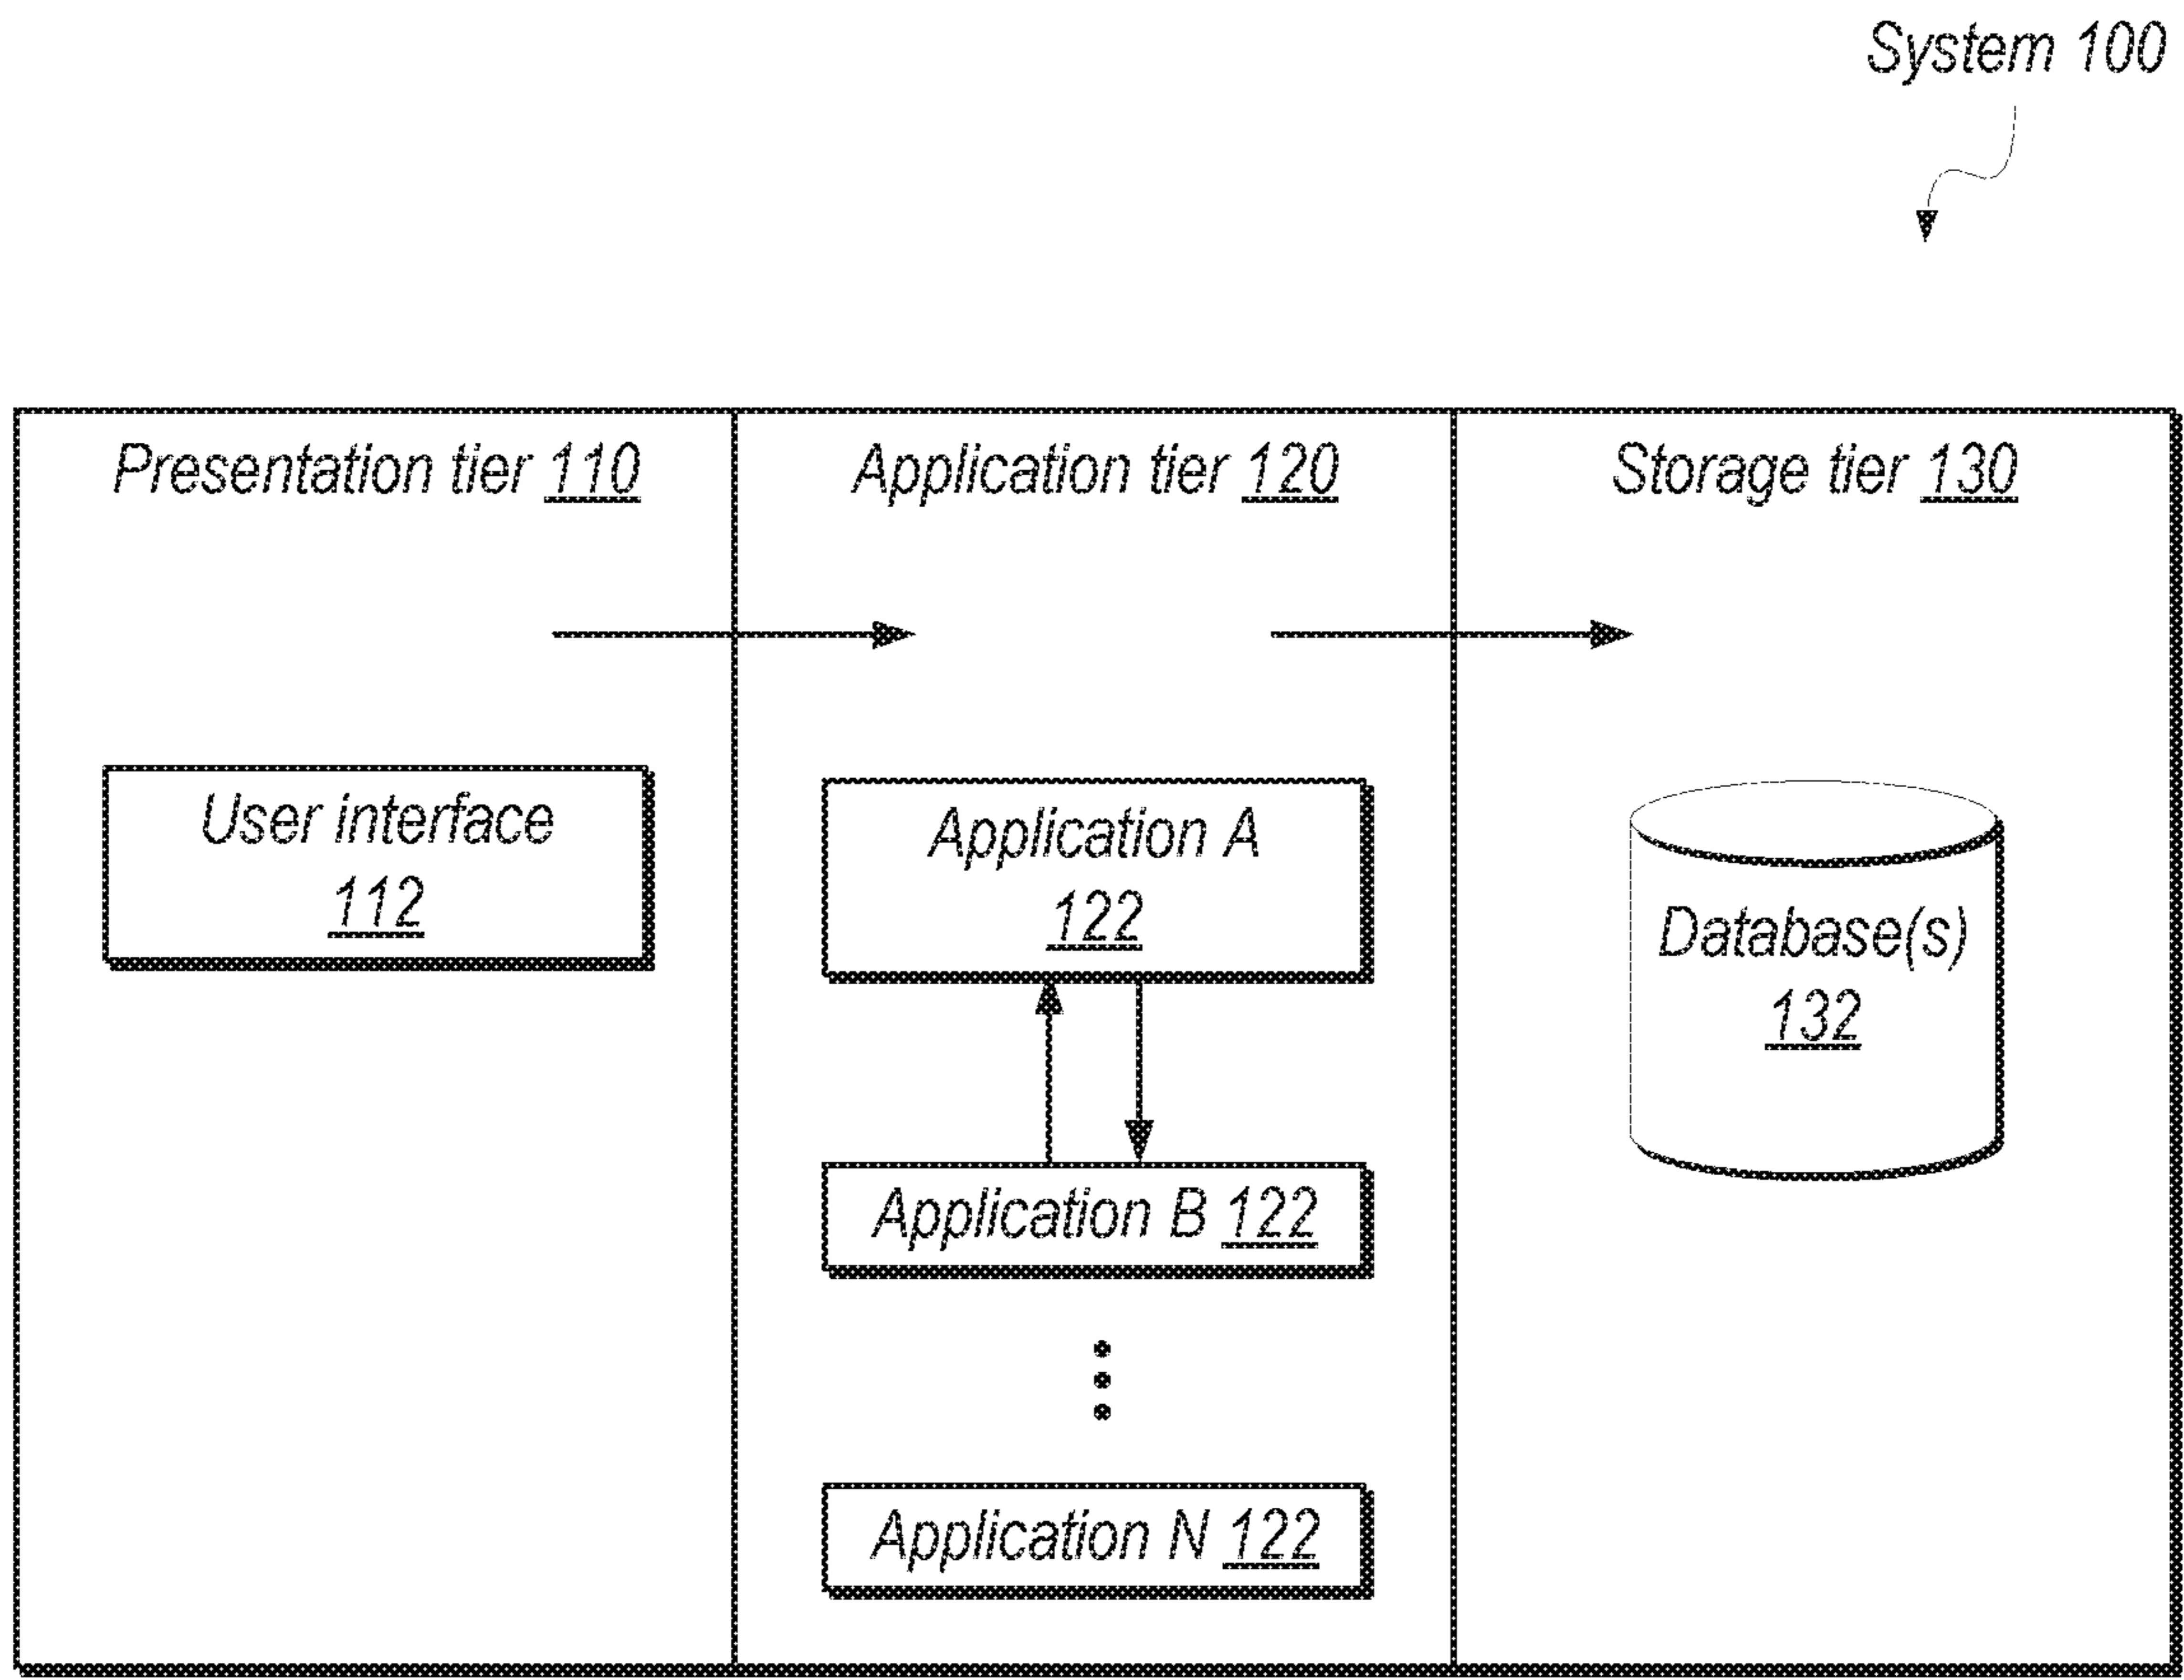 System 100
Presentation tier 110
Application tier 120
Storage tier 130
User interface
112
Application A
122
Application B 122
Application N 122
Database(s)
132